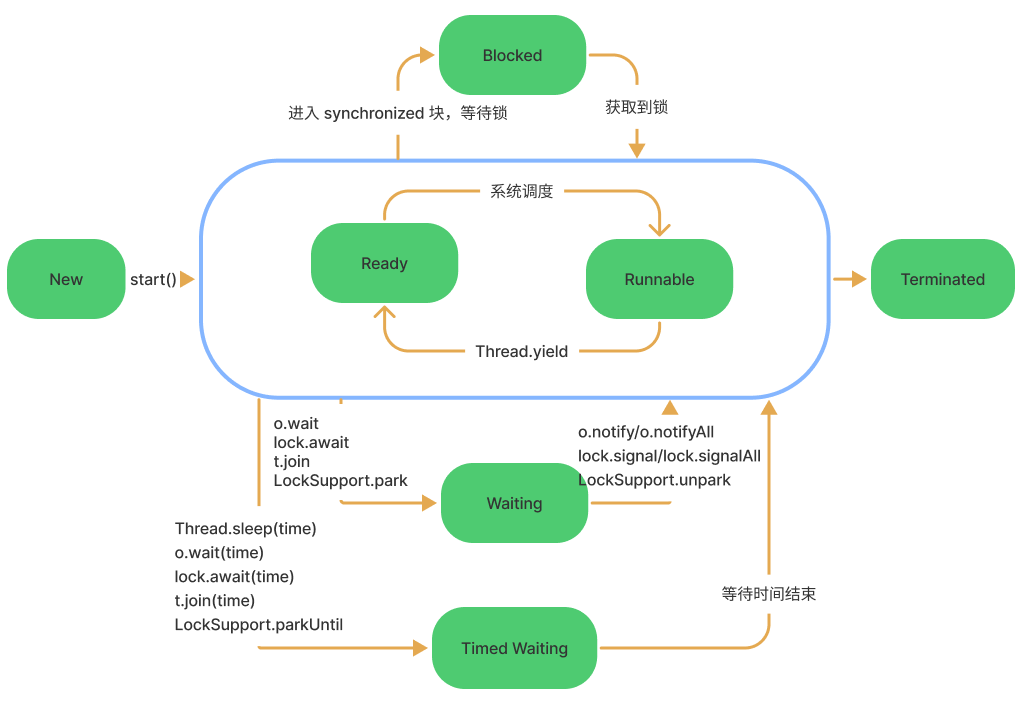 Blocked
进入 synchronized 块，等待锁
获取到锁
系统调度
Ready
New
start()
Runnable
Terminated
Thread.yield
o.wait
lock.await
t.join
LockSupport.park
o.notify/o.notifyAll
lock.signal/lock.signalAll
LockSupport.unpark
Waiting
Thread.sleep(time)
o.wait(time)
lock.await(time)
t.join(time)
LockSupport.parkUntil
等待时间结束
Timed Waiting